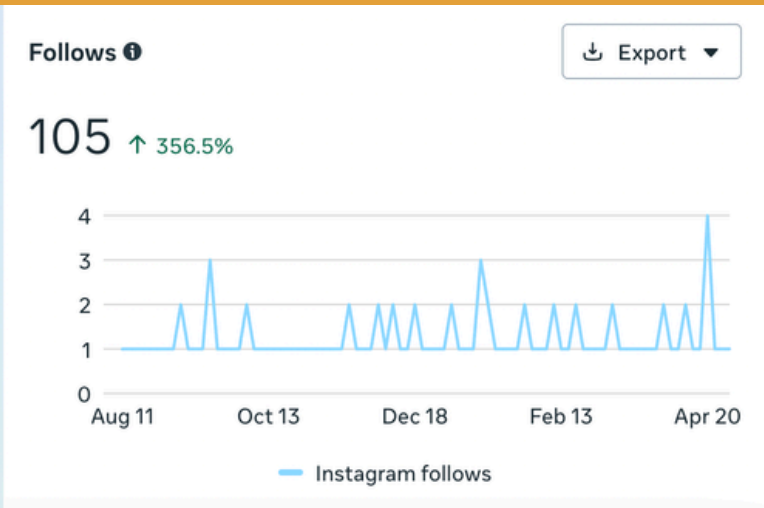 Follows
Export
105 ↑ 356.5%
4
3
2
1
0
Aug 11 Oct 13 Dec 18 Feb 13 Apr 20
Instagram follows